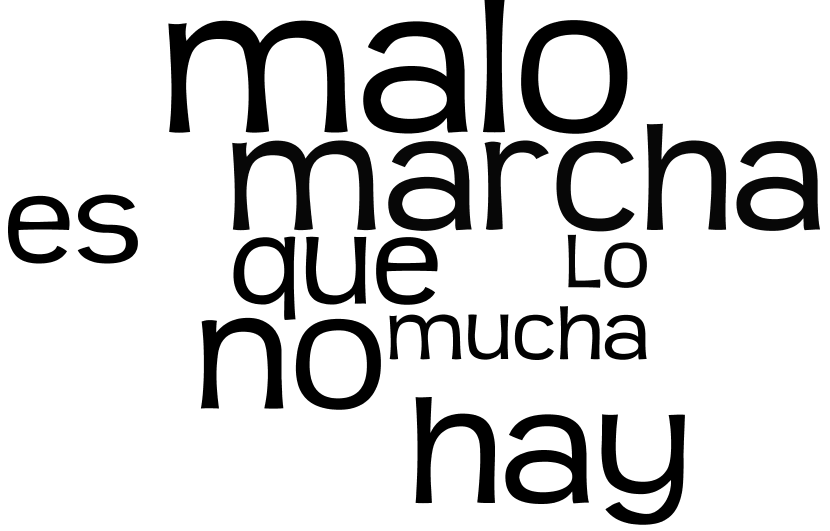 malo
marcha
es
que Lo
no mucha
hay